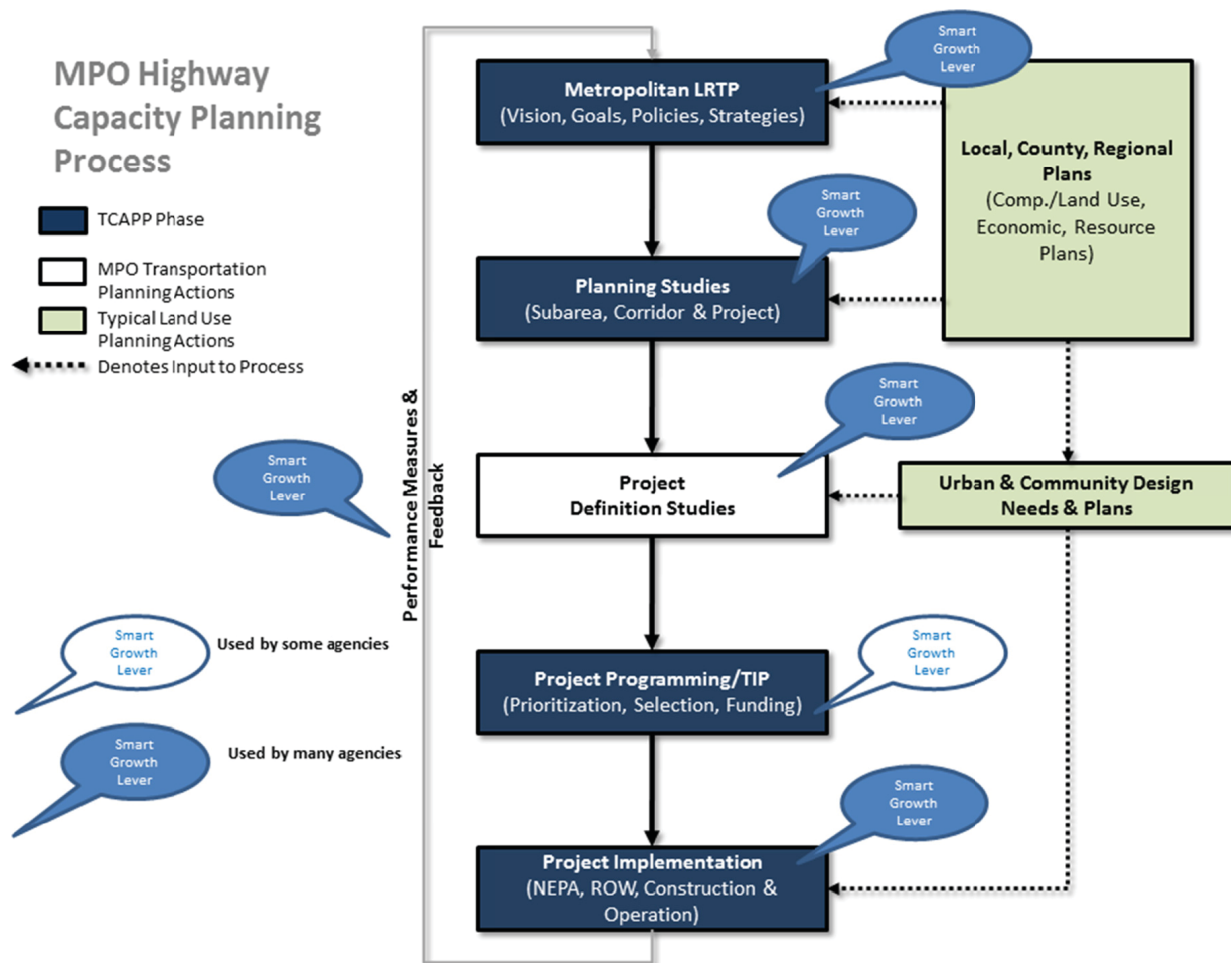 MPO Highway
Capacity Planning
Process
TCAPP Phase
MPO Transportation
Planning Actions
Typical Land Use
Planning Actions
Denotes Input to Process
Smart
Growth
Lever
Metropolitan LRTP
(Vision, Goals, Policies, Strategies)
Local, County, Regional
Plans
(Comp./Land Use,
Economic, Resource
Plans)
Smart
Growth
Lever
Planning Studies
(Subarea, Corridor & Project)
Smart
Growth
Lever
Project
Definition Studies
Urban & Community Design
Needs & Plans
Smart
Growth
Lever
Performance Measures &
Feedback
Smart
Growth
Lever
Used by some agencies
Smart
Growth
Lever
Used by many agencies
Smart
Growth
Lever
Project Programming/TIP
(Prioritization, Selection, Funding)
Smart
Growth
Lever
Project Implementation
(NEPA, ROW, Construction &
Operation)